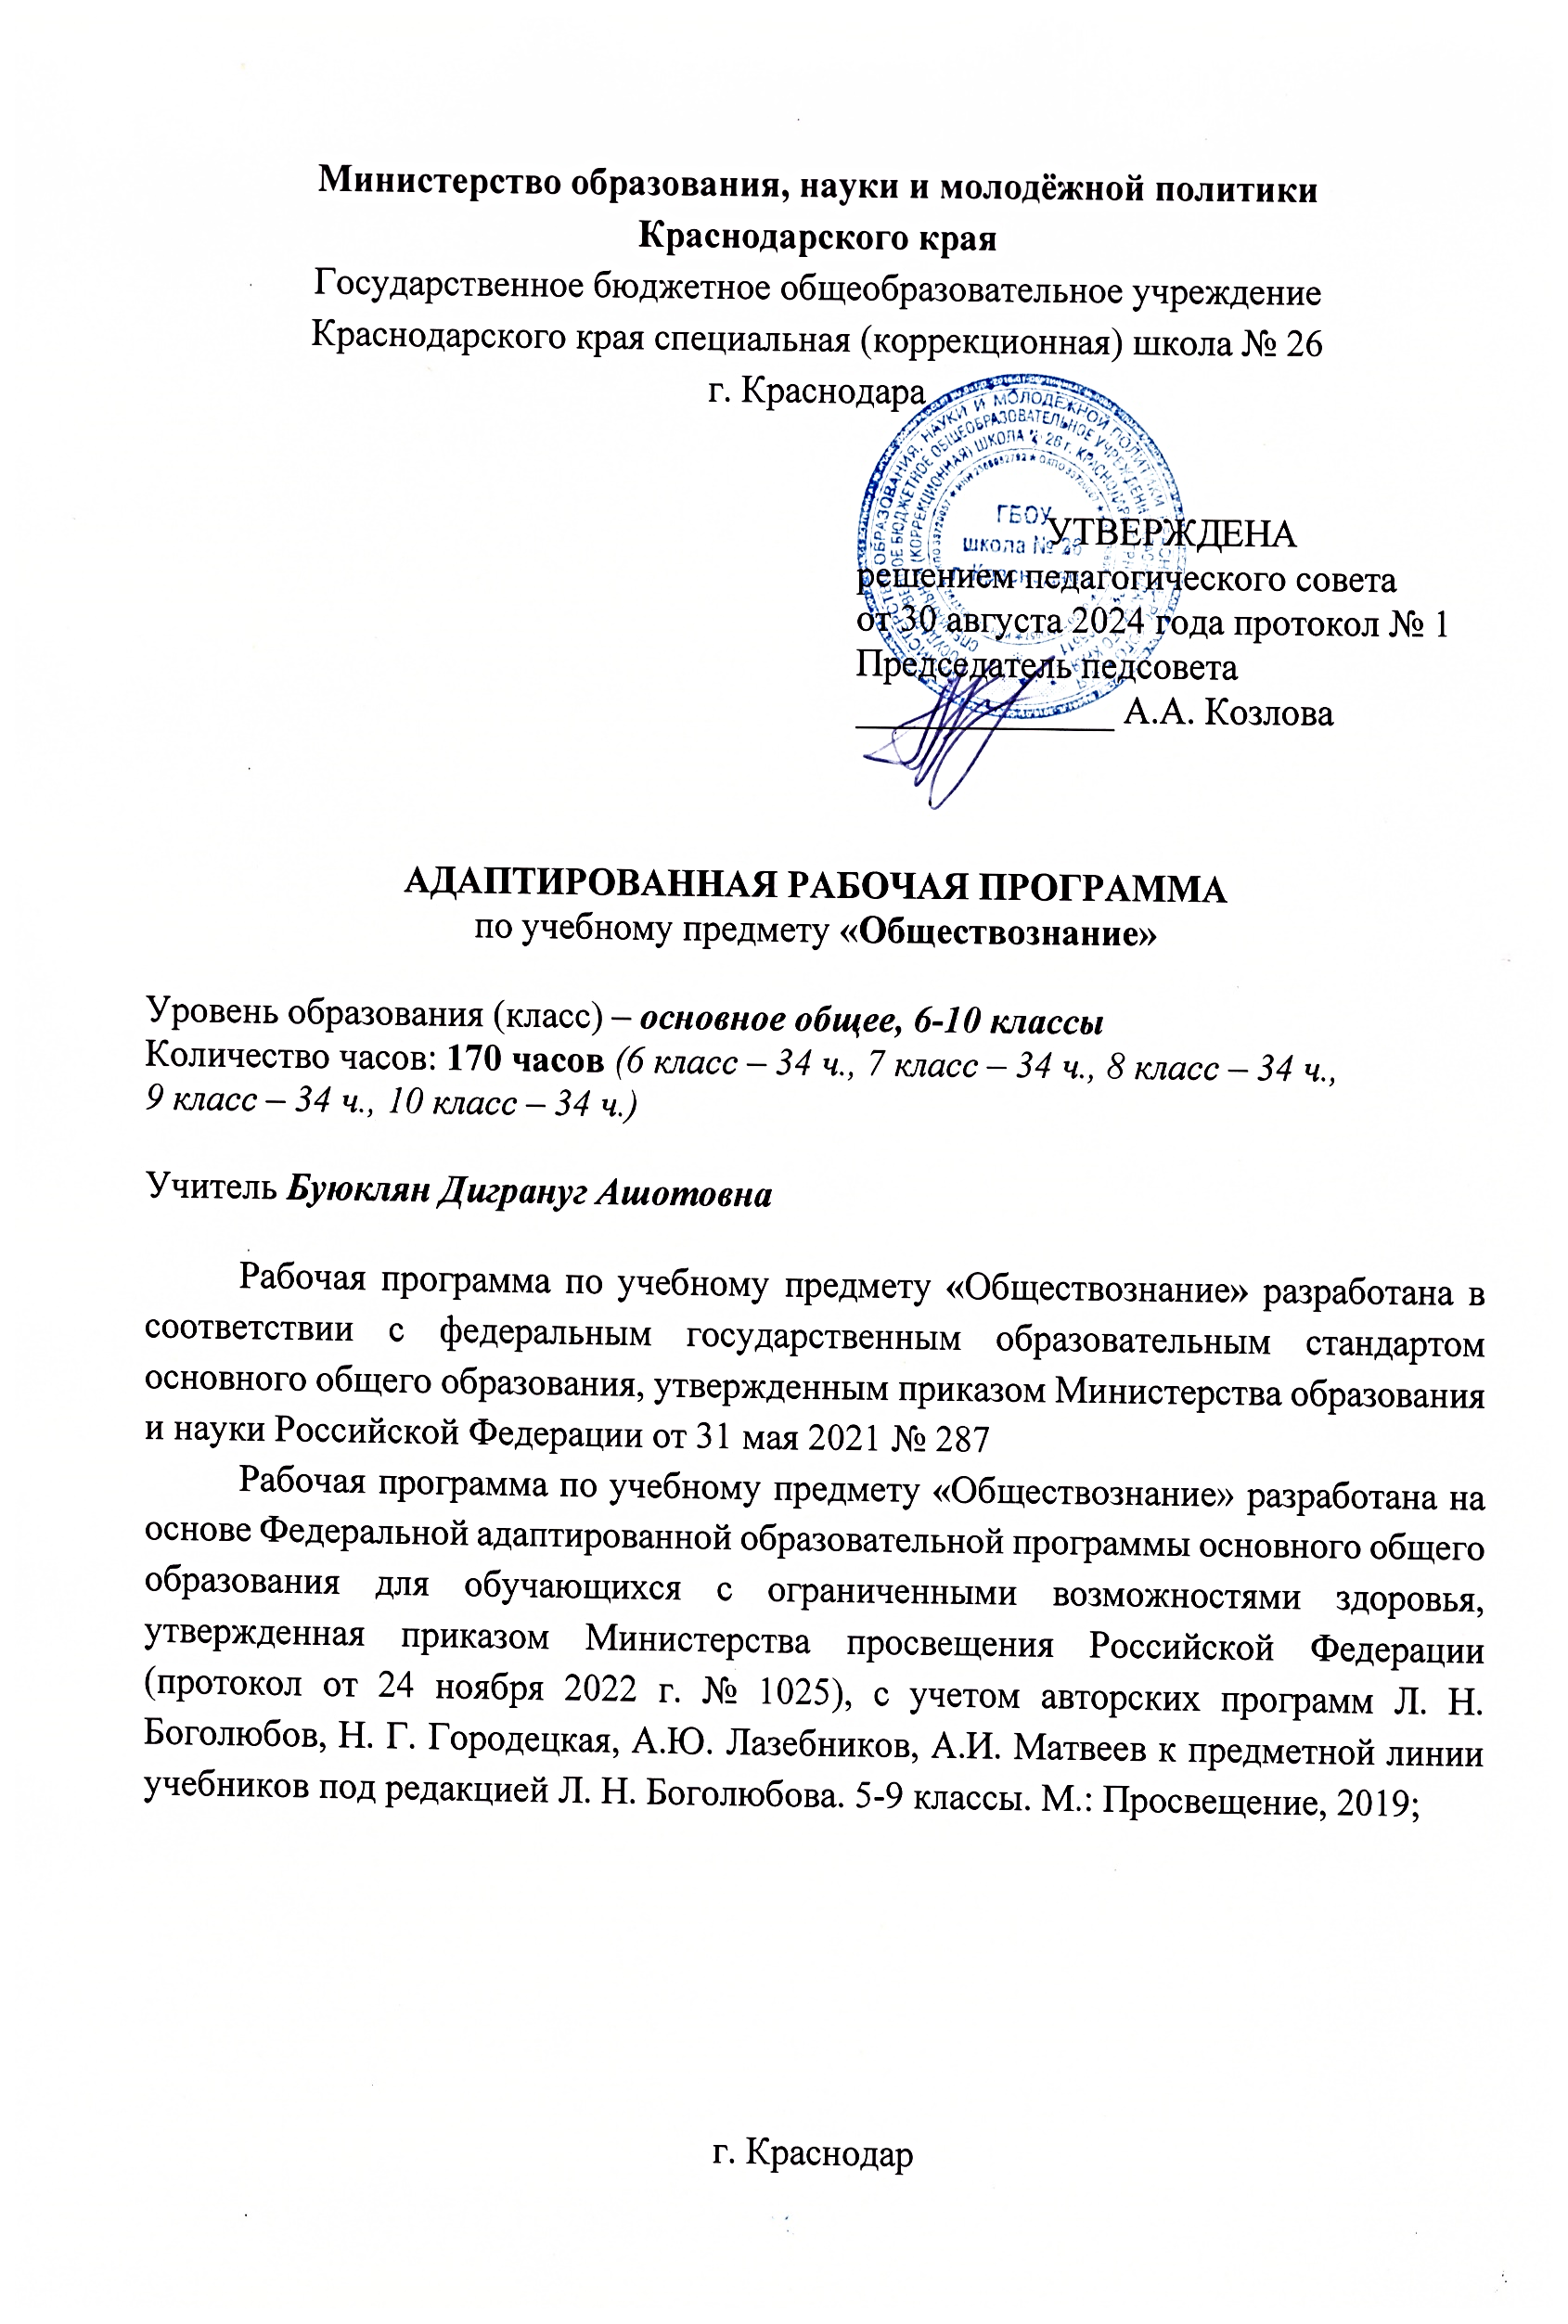 Министерство образования, науки и молодёжной политики
Краснодарского края
Государственное бюджетное общеобразовательное учреждение
Краснодарского края специальная (коррекционная) школа № 26
г. Краснодара
ГБОУ
школа № 26
УТВЕРЖДЕНА
решением педагогического совета
от 30 августа 2024 года протокол № 1
Председатель педсовета
______________ А.А. Козлова
АДАПТИРОВАННАЯ РАБОЧАЯ ПРОГРАММА
по учебному предмету «Обществознание»
Уровень образования (класс) – основное общее, 6-10 классы
Количество часов: 170 часов (6 класс – 34 ч., 7 класс – 34 ч., 8 класс – 34 ч.,
9 класс – 34 ч., 10 класс – 34 ч.)
Учитель Буюклян Дигрануг Ашотовна
Рабочая программа по учебному предмету «Обществознание» разработана в
соответствии с федеральным государственным образовательным стандартом
основного общего образования, утвержденным приказом Министерства образования
и науки Российской Федерации от 31 мая 2021 № 287
Рабочая программа по учебному предмету «Обществознание» разработана на
основе Федеральной адаптированной образовательной программы основного общего
образования для обучающихся с ограниченными возможностями здоровья,
утвержденная приказом Министерства просвещения Российской Федерации
(протокол от 24 ноября 2022 г. № 1025), с учетом авторских программ Л. Н.
Боголюбов, Н. Г. Городецкая, А.Ю. Лазебников, А.И. Матвеев к предметной линии
учебников под редакцией Л. Н. Боголюбова. 5-9 классы. М.: Просвещение, 2019;
г. Краснодар